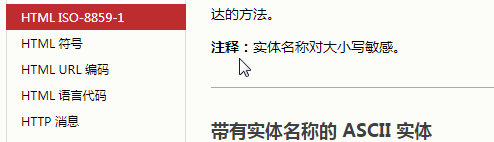 HTML ISO-8859-1
HTML 符号
HTML URL 编码
HTML 语言代码
HTTP 消息
达的方法。
注释：实体名称对大小写敏感。
带有实体名称的 ASCII 实体